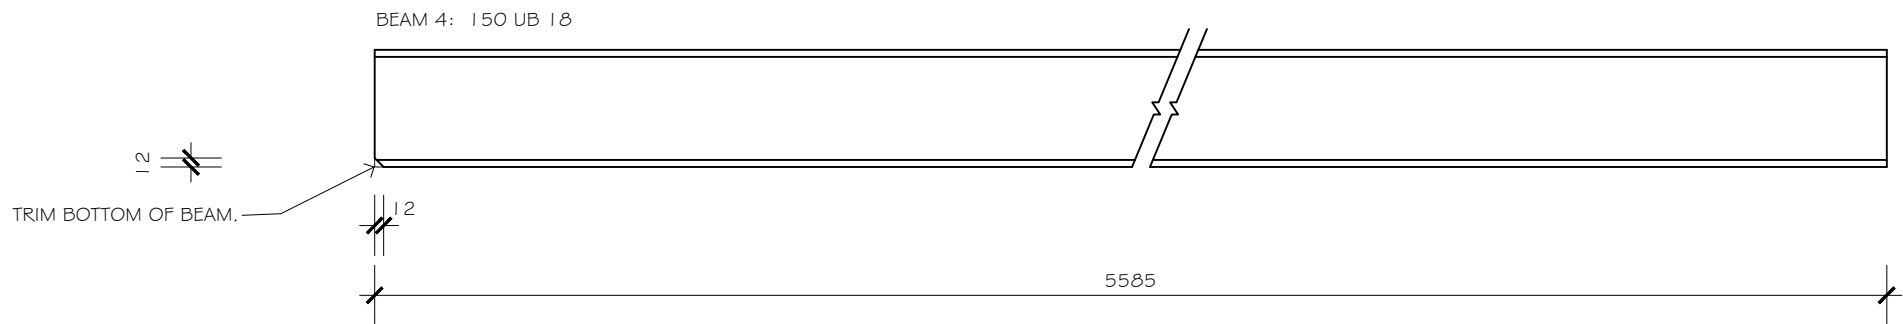 BEAM 4: 150 UB 18
12
TRIM BOTTOM OF BEAM.
12
5585